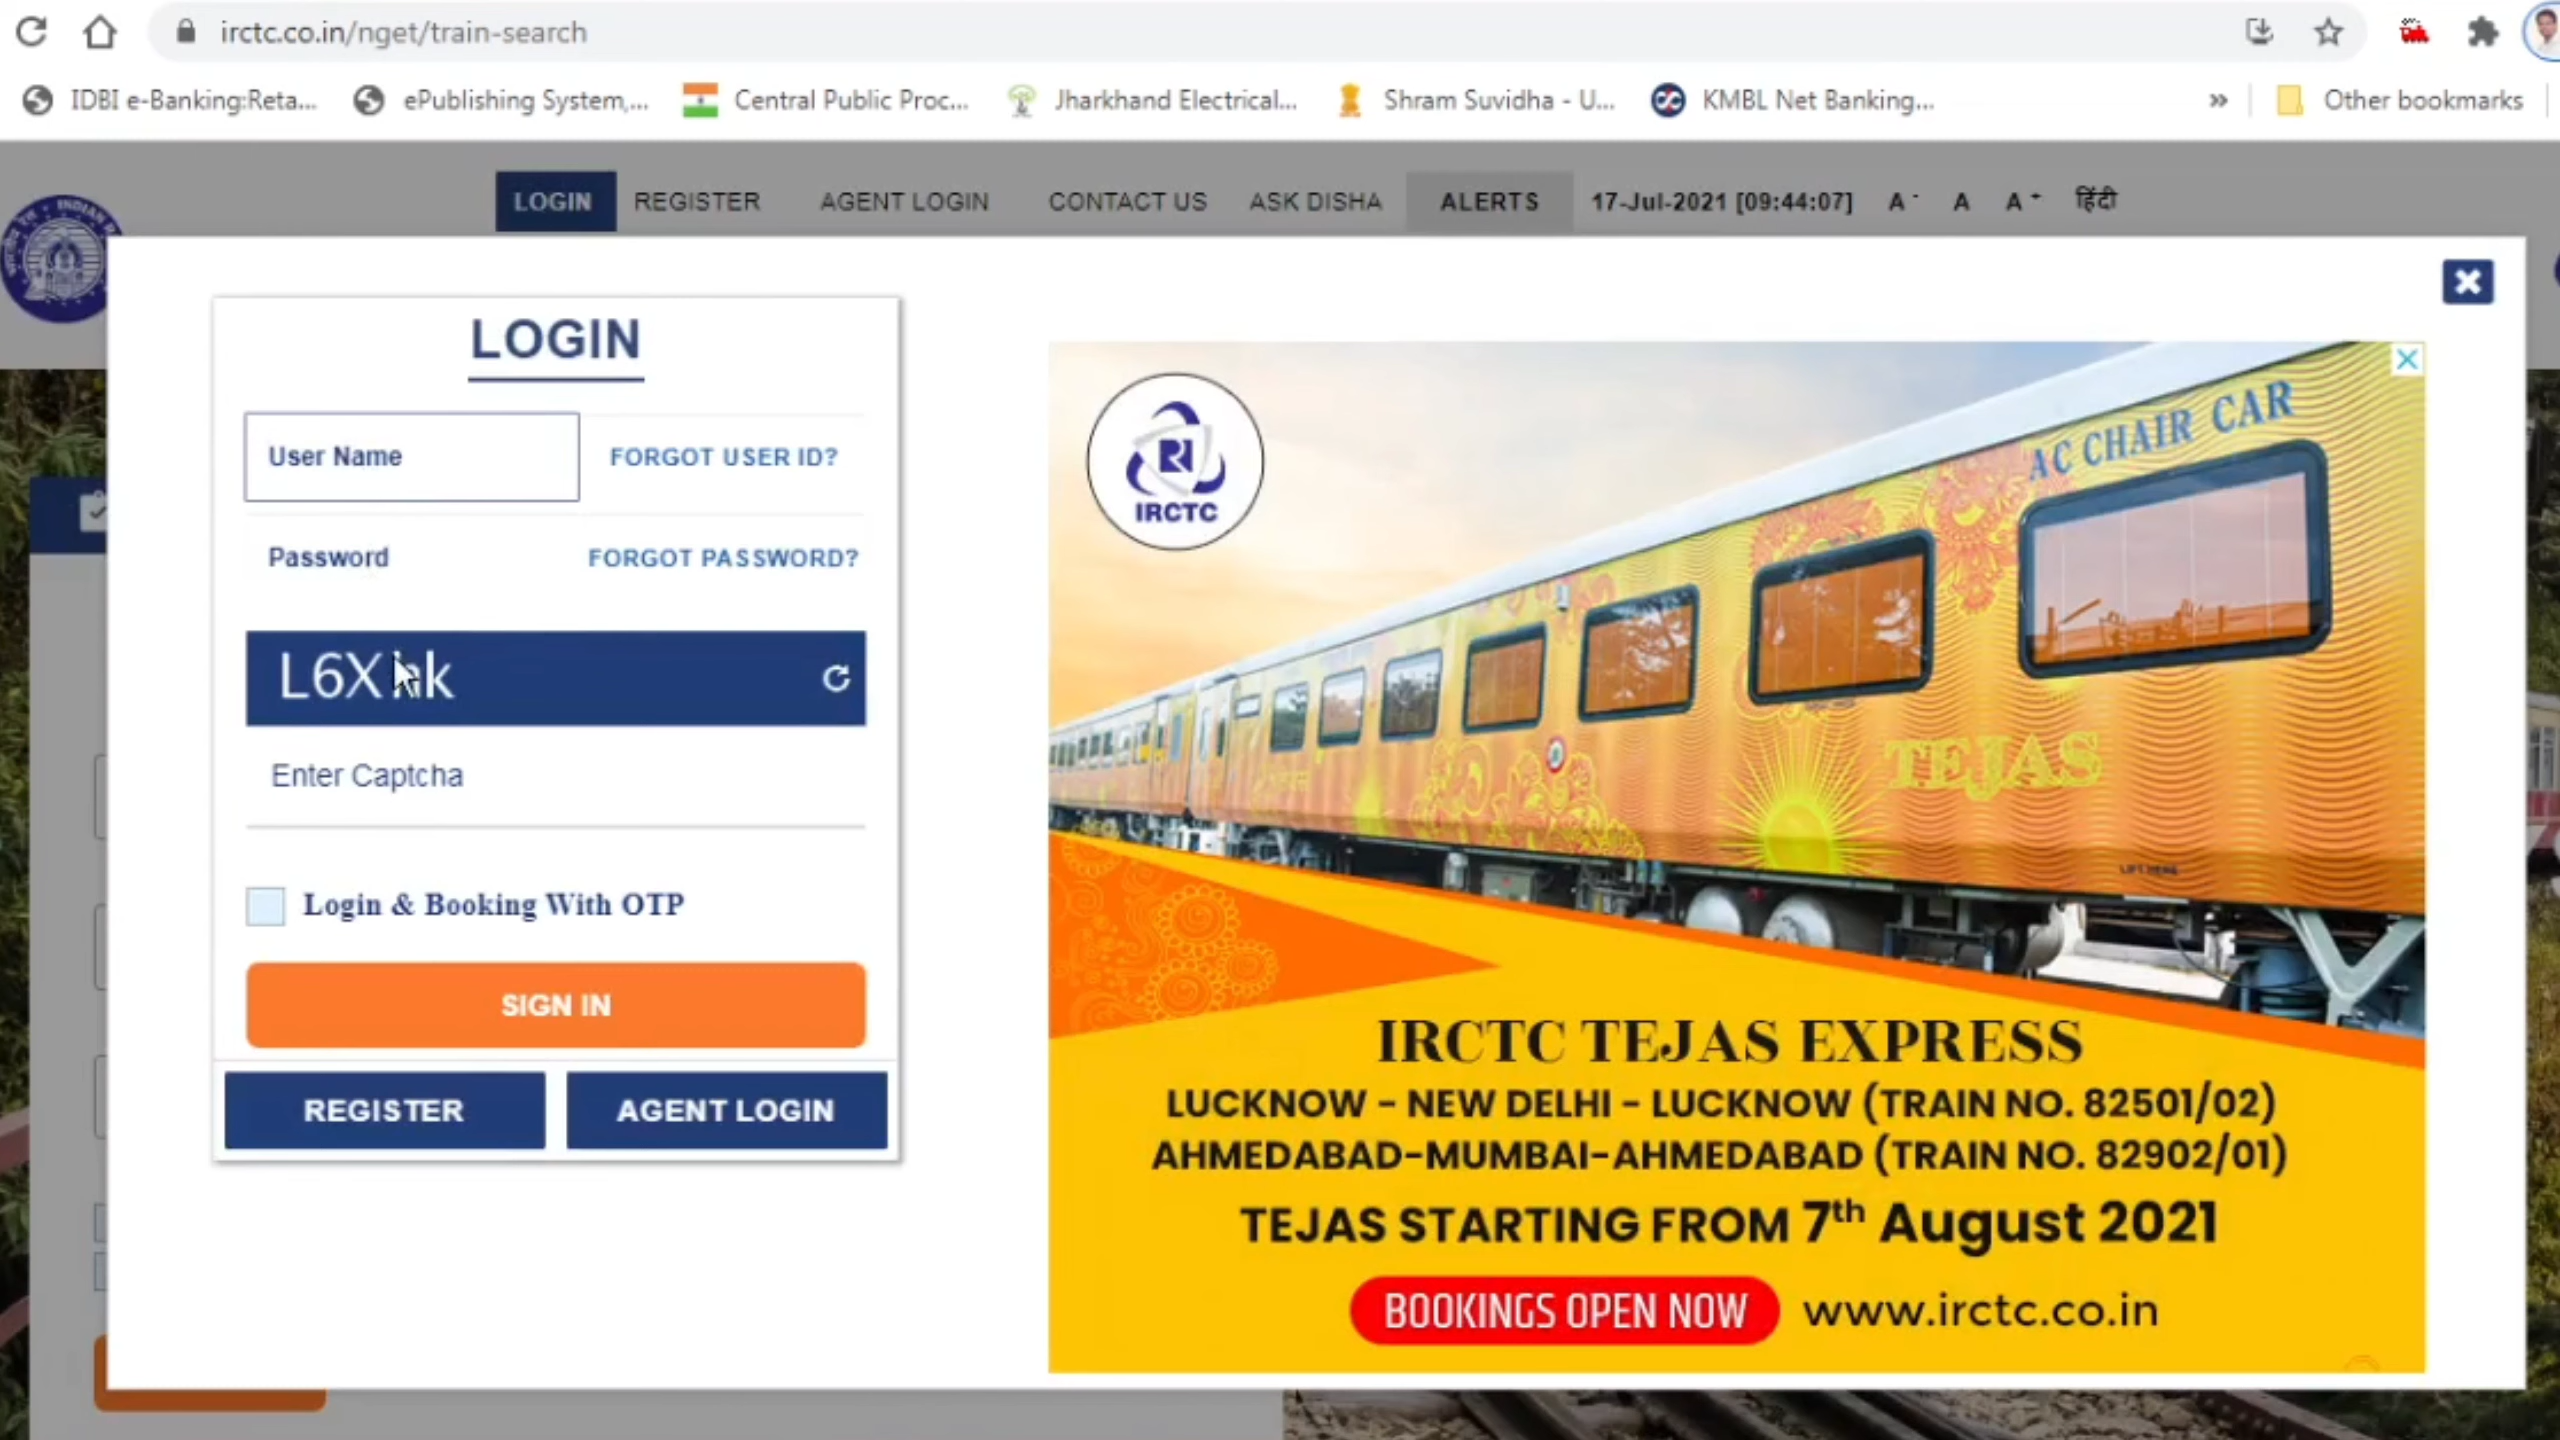 irctc.co.in/nget/train-search
IDBI e-Banking:Reta... ePublishing System,... Central Public Proc... Jharkhand Electrical... Shram Suvidha - U... KMBL Net Banking... » Other bookmarks
LOGIN REGISTER AGENT LOGIN CONTACT US ASK DISHA ALERTS 17-Jul-2021 [09:44:07] A- A A+ हिंदी
INDIAN
LOGIN
User Name FORGOT USER ID?
Password FORGOT PASSWORD?
Enter Captcha
Login & Booking With OTP
SIGN IN
REGISTER AGENT LOGIN
IRCTC
AC CHAIR CAR
TEJAS
IRCTC TEJAS EXPRESS
LUCKNOW - NEW DELHI - LUCKNOW (TRAIN NO. 82501/02)
AHMEDABAD-MUMBAI-AHMEDABAD (TRAIN NO. 82902/01)
TEJAS STARTING FROM 7th August 2021
BOOKINGS OPEN NOW www.irctc.co.in